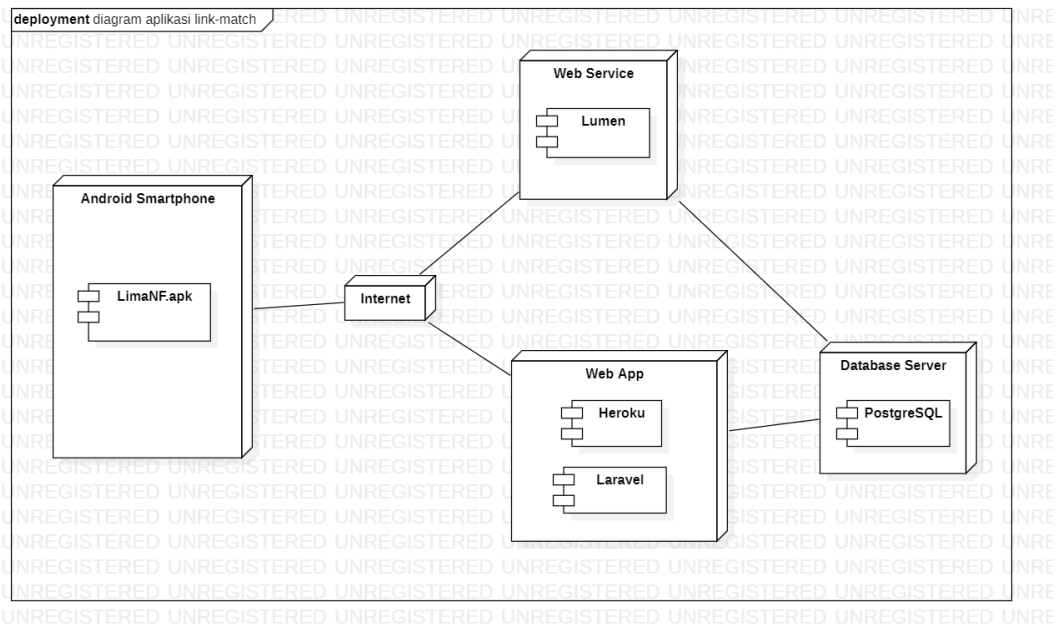 deployment diagram aplikasi link-match
Web Service
Lumen
Android Smartphone
LimaNF.apk
Internet
Web App
Heroku
Laravel
Database Server
PostgreSQL
UNREGISTERED